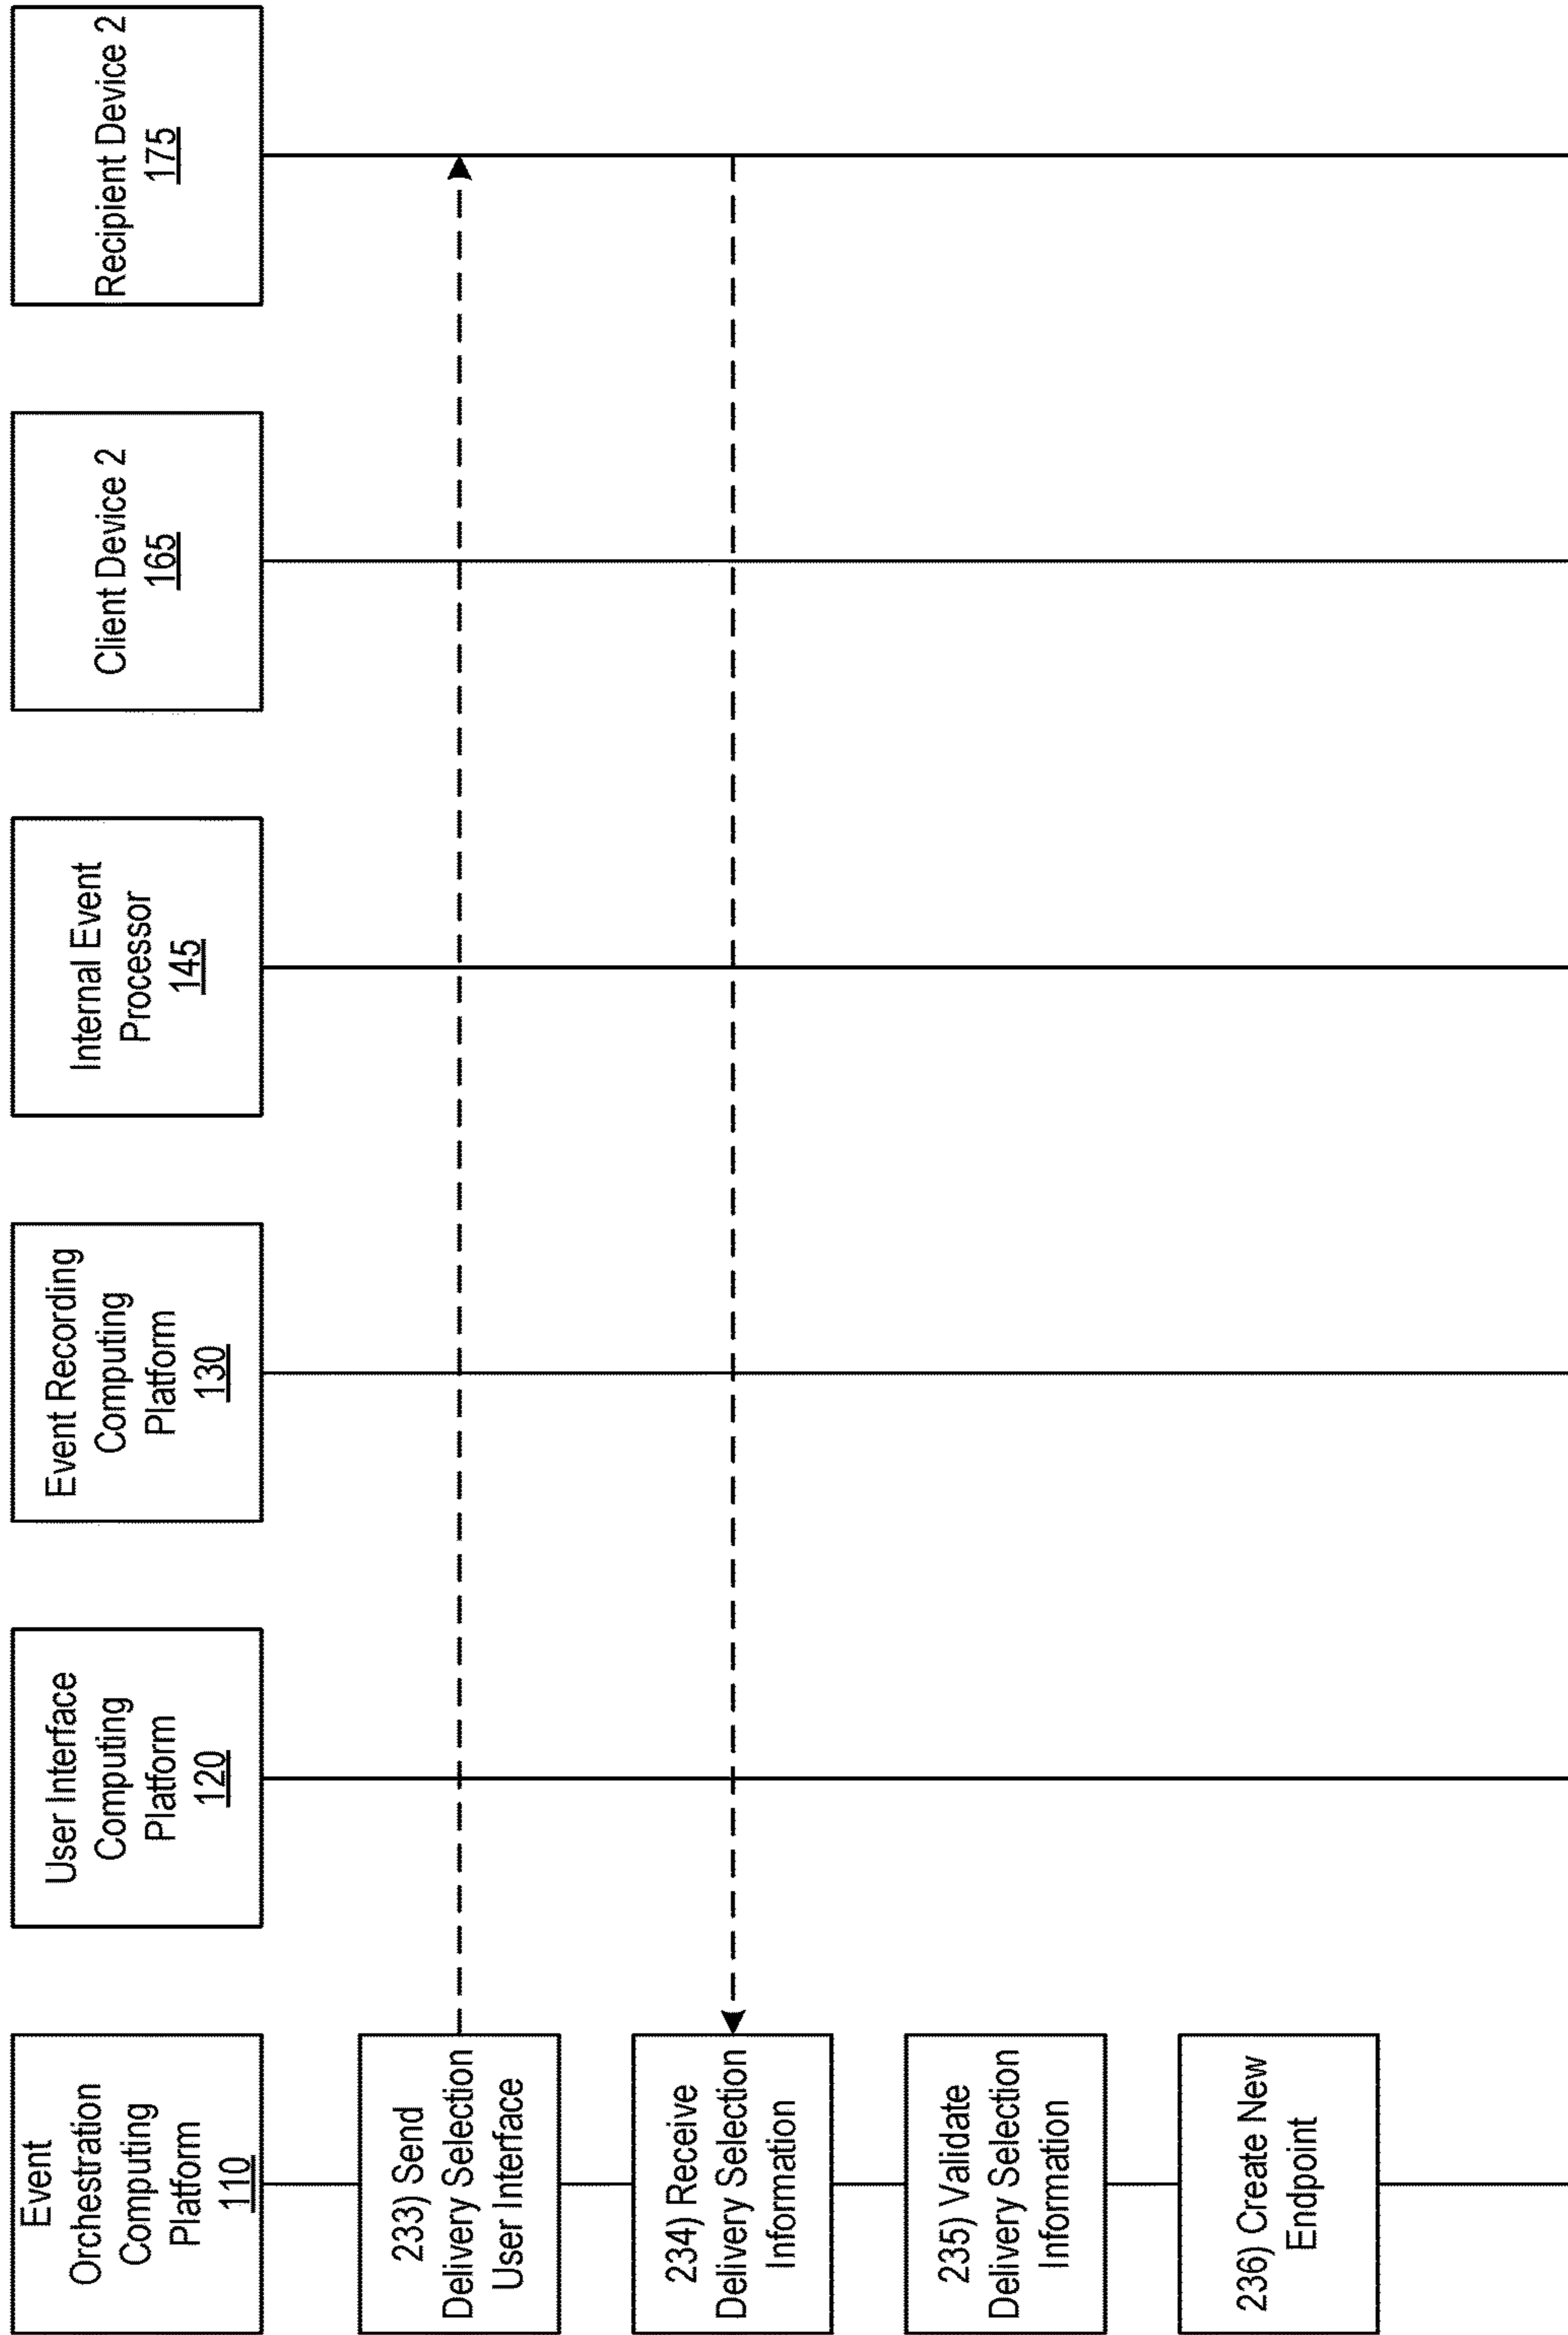 Event
Orchestration
Computing
Platform
110
User Interface
Computing
Platform
120
Event Recording
Computing
Platform
130
Internal Event
Processor
145
Client Device 2
165
Recipient Device 2
175
233) Send
Delivery Selection
User Interface
234) Receive
Delivery Selection
Information
235) Validate
Delivery Selection
Information
236) Create New
Endpoint